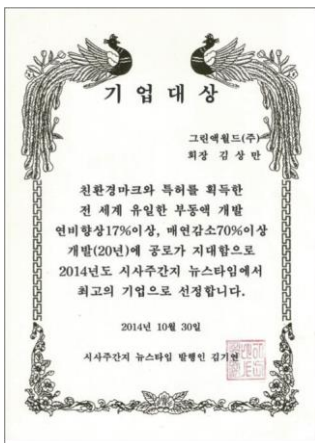 기업대상
그린액월드(주)
회장 김상만
친환경마크와 특허를 획득한
전 세계 유일한 부동액 개발
연비향상17%이상, 매연감소70%이상
개발(20년)에 공로가 지대함으로
2014년도 시사주간지 뉴스타임에서
최고의 기업으로 선정합니다.
2014년 10월 30일
시사주간지 뉴스타임 발행인 김기연